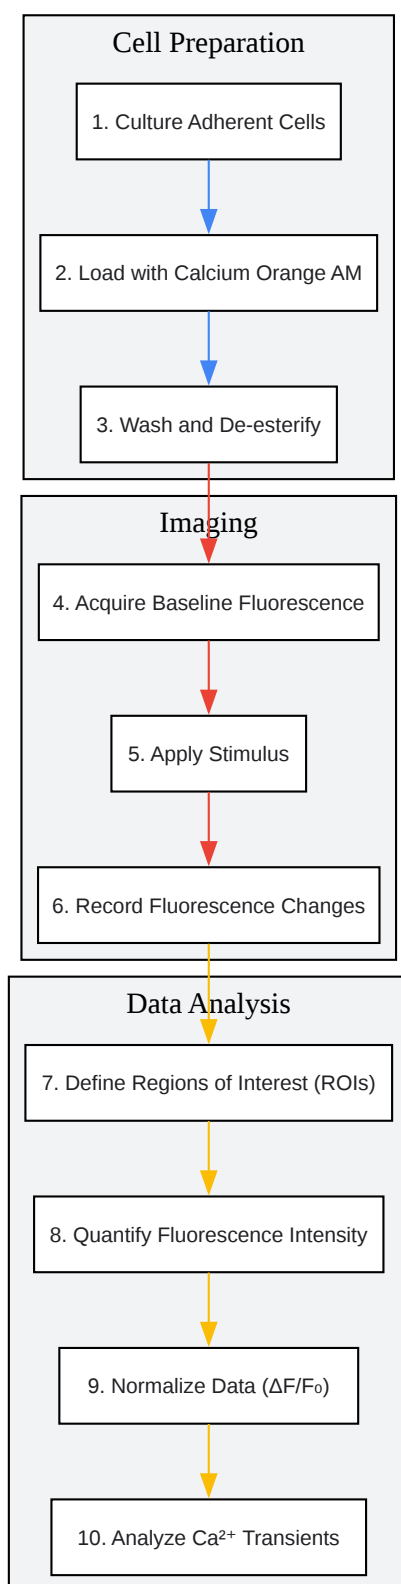 Cell Preparation
1. Culture Adherent Cells
2. Load with Calcium Orange AM
3. Wash and De-esterify
Imaging
4. Acquire Baseline Fluorescence
5. Apply Stimulus
6. Record Fluorescence Changes
Data Analysis
7. Define Regions of Interest (ROIs)
8. Quantify Fluorescence Intensity
9. Normalize Data (ΔF/F₀)
10. Analyze Ca²⁺ Transients